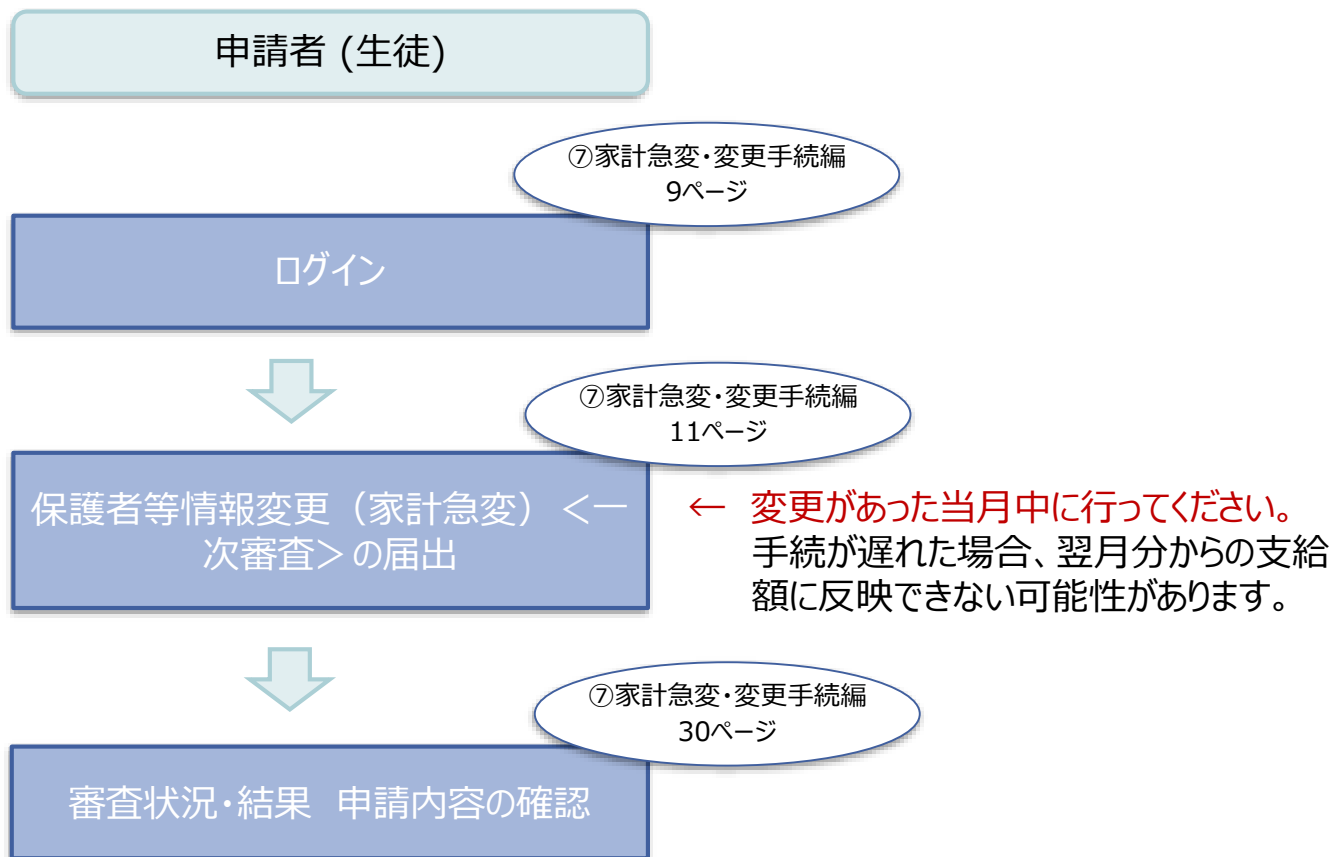 申請者 (生徒)
⑦家計急変・変更手続編
9ページ
ログイン
⑦家計急変・変更手続編
11ページ
保護者等情報変更（家計急変）＜一
次審査＞の届出
← 変更があった当月中に行ってください。
手続が遅れた場合、翌月分からの支給
額に反映できない可能性があります。
⑦家計急変・変更手続編
30ページ
審査状況・結果　申請内容の確認